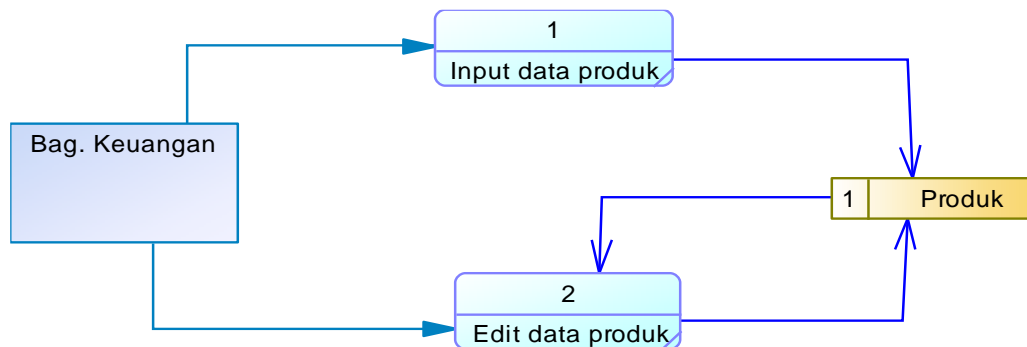 1
Input data produk
Bag. Keuangan
1 Produk
2
Edit data produk